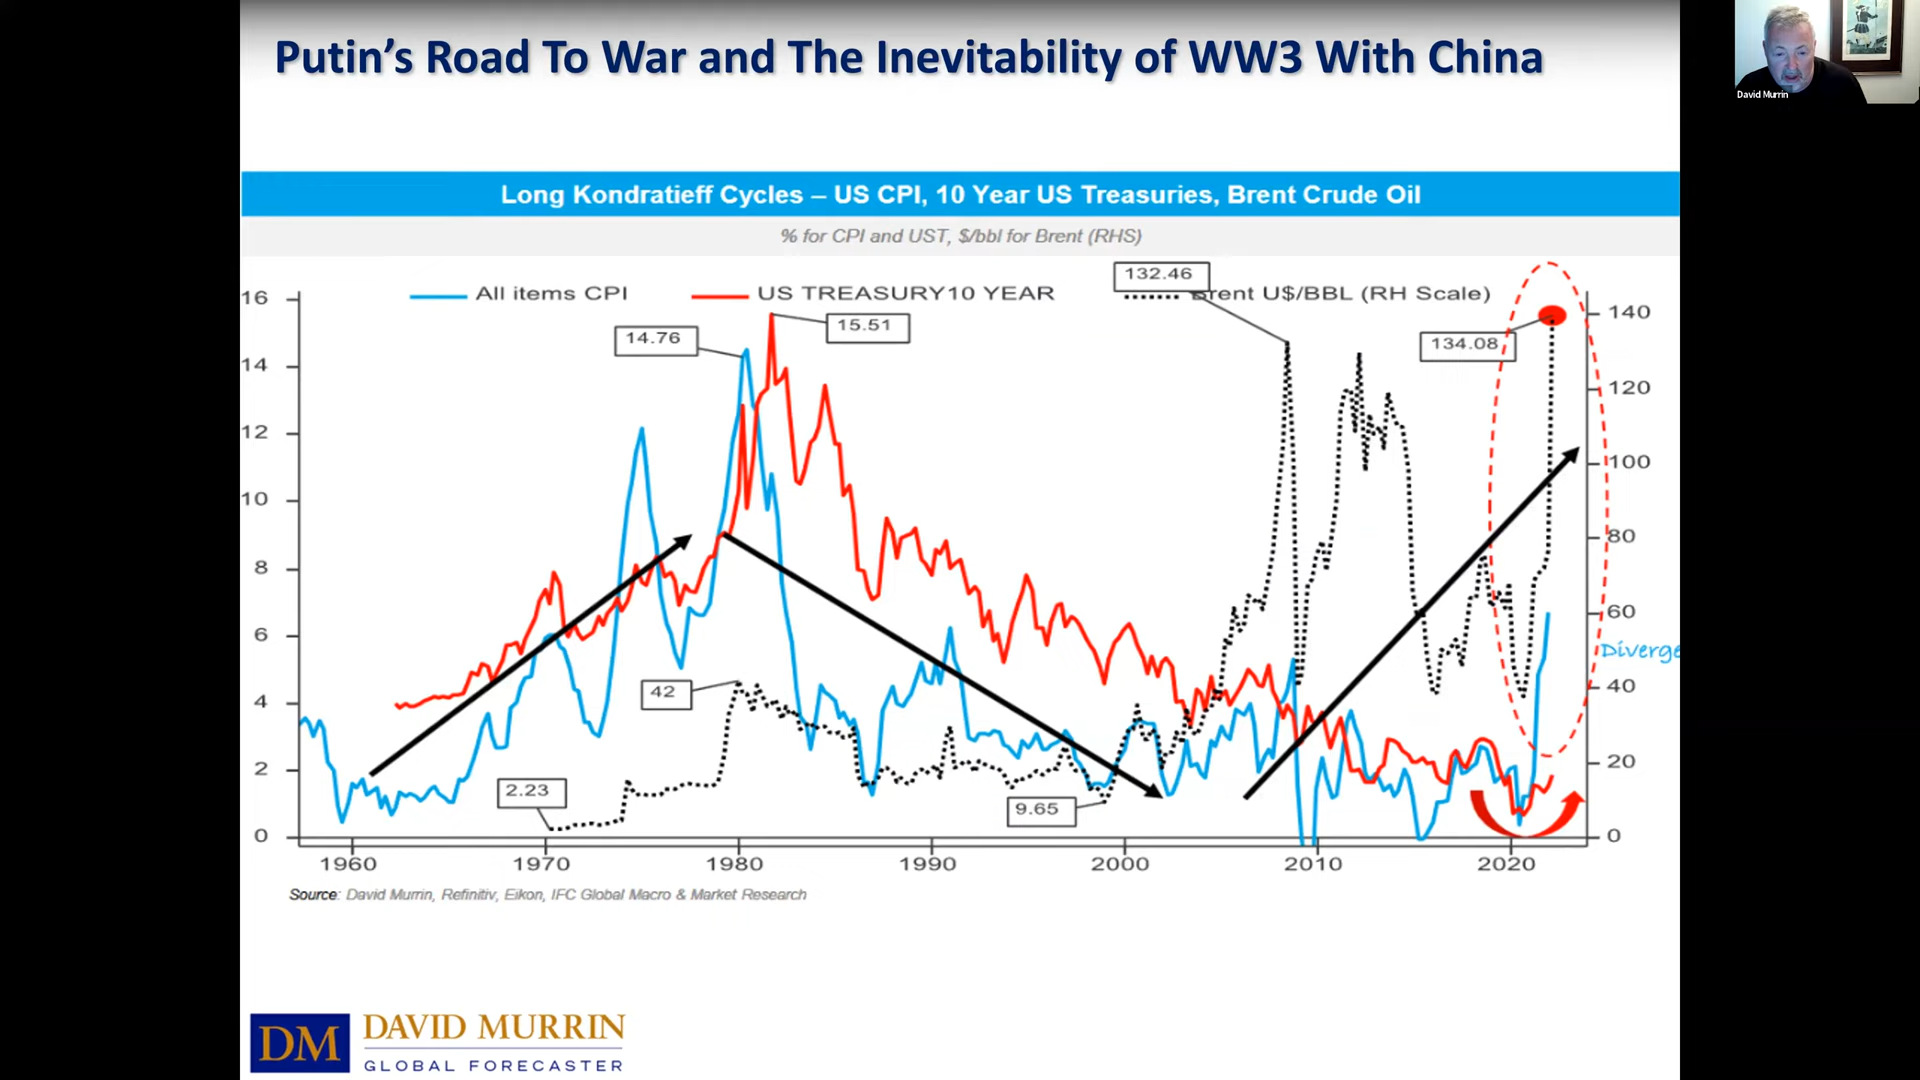 Putin's Road To War and The Inevitability of WW3 With China
David Murrin
Long Kondratieff Cycles – US CPI, 10 Year US Treasuries, Brent Crude Oil
% for CPI and UST, $/bbl for Brent (RHS)
All items CPI
US TREASURY10 YEAR
Brent U$/BBL (RH Scale)
132.46
15.51
14.76
134.08
42
2.23
9.65
16
14
12
10
8
6
4
2
0
140
120
100
80
60
Diverge
40
20
0
1960 1970 1980 1990 2000 2010 2020
Source: David Murrin, Refinitiv, Eikon, IFC Global Macro & Market Research
DM
DAVID MURRIN
GLOBAL FORECASTER